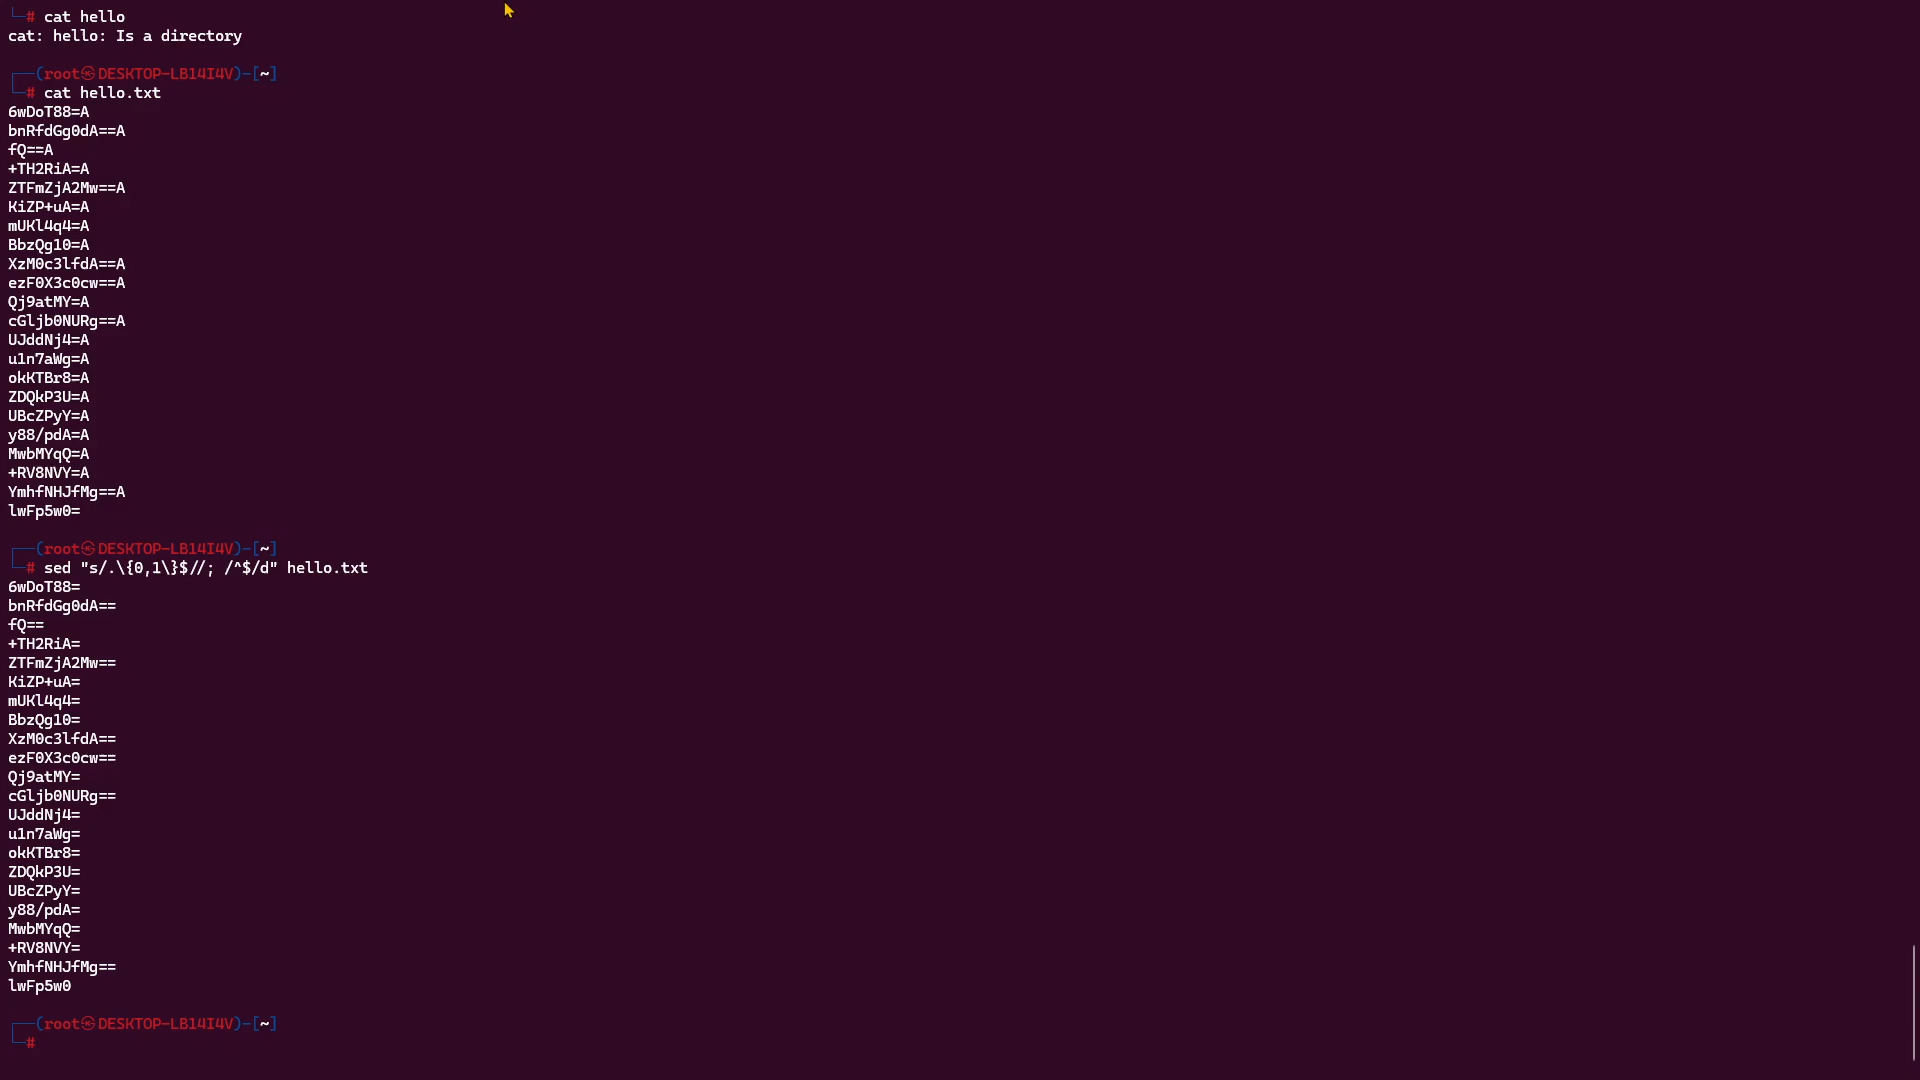 └─# cat hello
cat: hello: Is a directory
┌──(root㉿DESKTOP-LB14I4V)-[~]
└─# cat hello.txt
6wDoT88=A
bnRfdGg0dA==A
fQ==A
+TH2RiA=A
ZTFmZjA2Mw==A
KiZP+uA=A
mUKl4q4=A
BbzQg10=A
XzM0c3lfdA==A
ezF0X3c0cw==A
Qj9atMY=A
cGljb0NURg==A
UJddNj4=A
u1n7aWg=A
okKTBr8=A
ZDQkP3U=A
UBcZPyY=A
y88/pdA=A
MwbMYqQ=A
+RV8NVY=A
YmhfNHJfMg==A
lwFp5w0=
┌──(root㉿DESKTOP-LB14I4V)-[~]
└─# sed "s/.\{0,1\}$//; /^$/d" hello.txt
6wDoT88=
bnRfdGg0dA==
fQ==
+TH2RiA=
ZTFmZjA2Mw==
KiZP+uA=
mUKl4q4=
BbzQg10=
XzM0c3lfdA==
ezF0X3c0cw==
Qj9atMY=
cGljb0NURg==
UJddNj4=
u1n7aWg=
okKTBr8=
ZDQkP3U=
UBcZPyY=
y88/pdA=
MwbMYqQ=
+RV8NVY=
YmhfNHJfMg==
lwFp5w0
┌──(root㉿DESKTOP-LB14I4V)-[~]
└─#